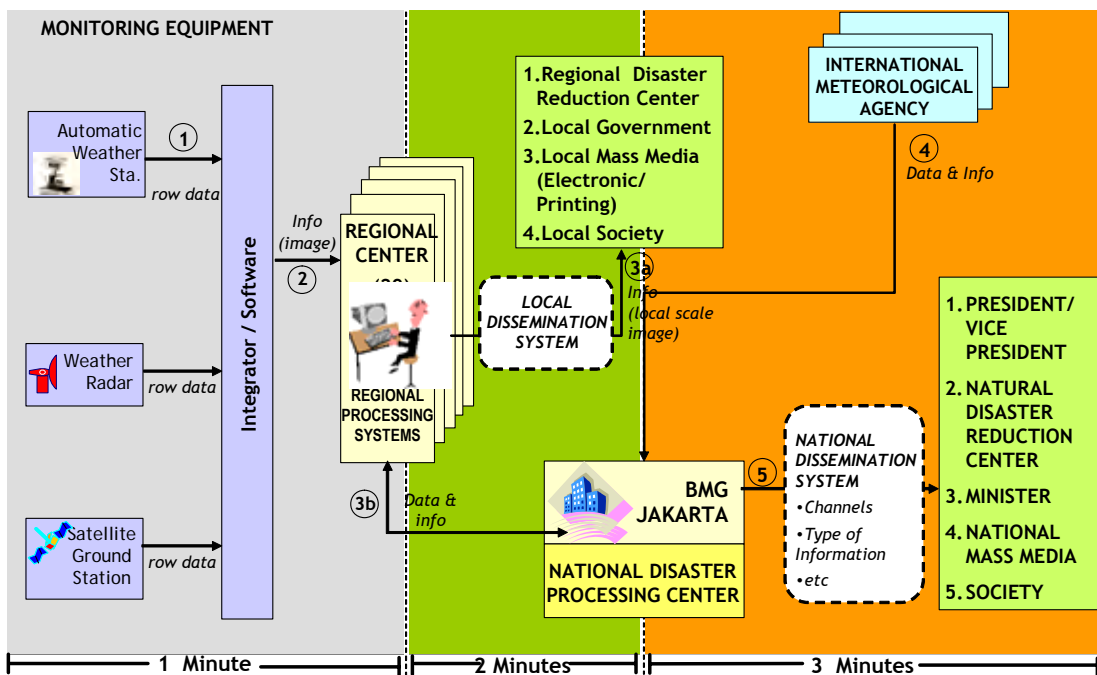 MONITORING EQUIPMENT
Automatic
Weather
Sta.
1
row data
Weather
Radar
row data
Satellite
Ground
Station
row data
Integrator / Software
Info
(image)
2
REGIONAL
CENTER
REGIONAL
PROCESSING
SYSTEMS
3b
Data &
info
LOCAL
DISSEMINATION
SYSTEM
1.Regional Disaster
Reduction Center
2.Local Government
3.Local Mass Media
(Electronic/
Printing)
4.Local Society
3a
Info
(local scale
image)
INTERNATIONAL
METEOROLOGICAL
AGENCY
4
Data & Info
BMG
JAKARTA
NATIONAL DISASTER
PROCESSING CENTER
5
NATIONAL
DISSEMINATION
SYSTEM
•Channels
•Type of
Information
•etc
1. PRESIDENT/
VICE
PRESIDENT
2. NATURAL
DISASTER
REDUCTION
CENTER
3. MINISTER
4. NATIONAL
MASS MEDIA
5. SOCIETY
1 Minute
2 Minutes
3 Minutes